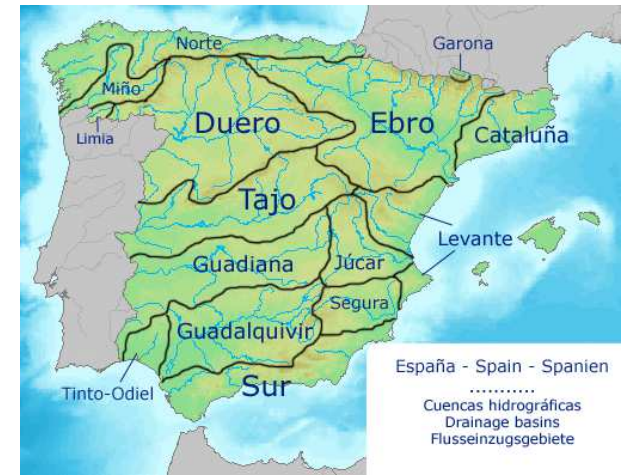 Norte
Garona
Miño
Limia
Duero
Ebro
Cataluña
Tajo
Levante
Guadiana
Júcar
Segura
Guadalquivir
Tinto-Odiel
Sur
España - Spain - Spanien
...........
Cuencas hidrográficas
Drainage basins
Flusseinzugsgebiete